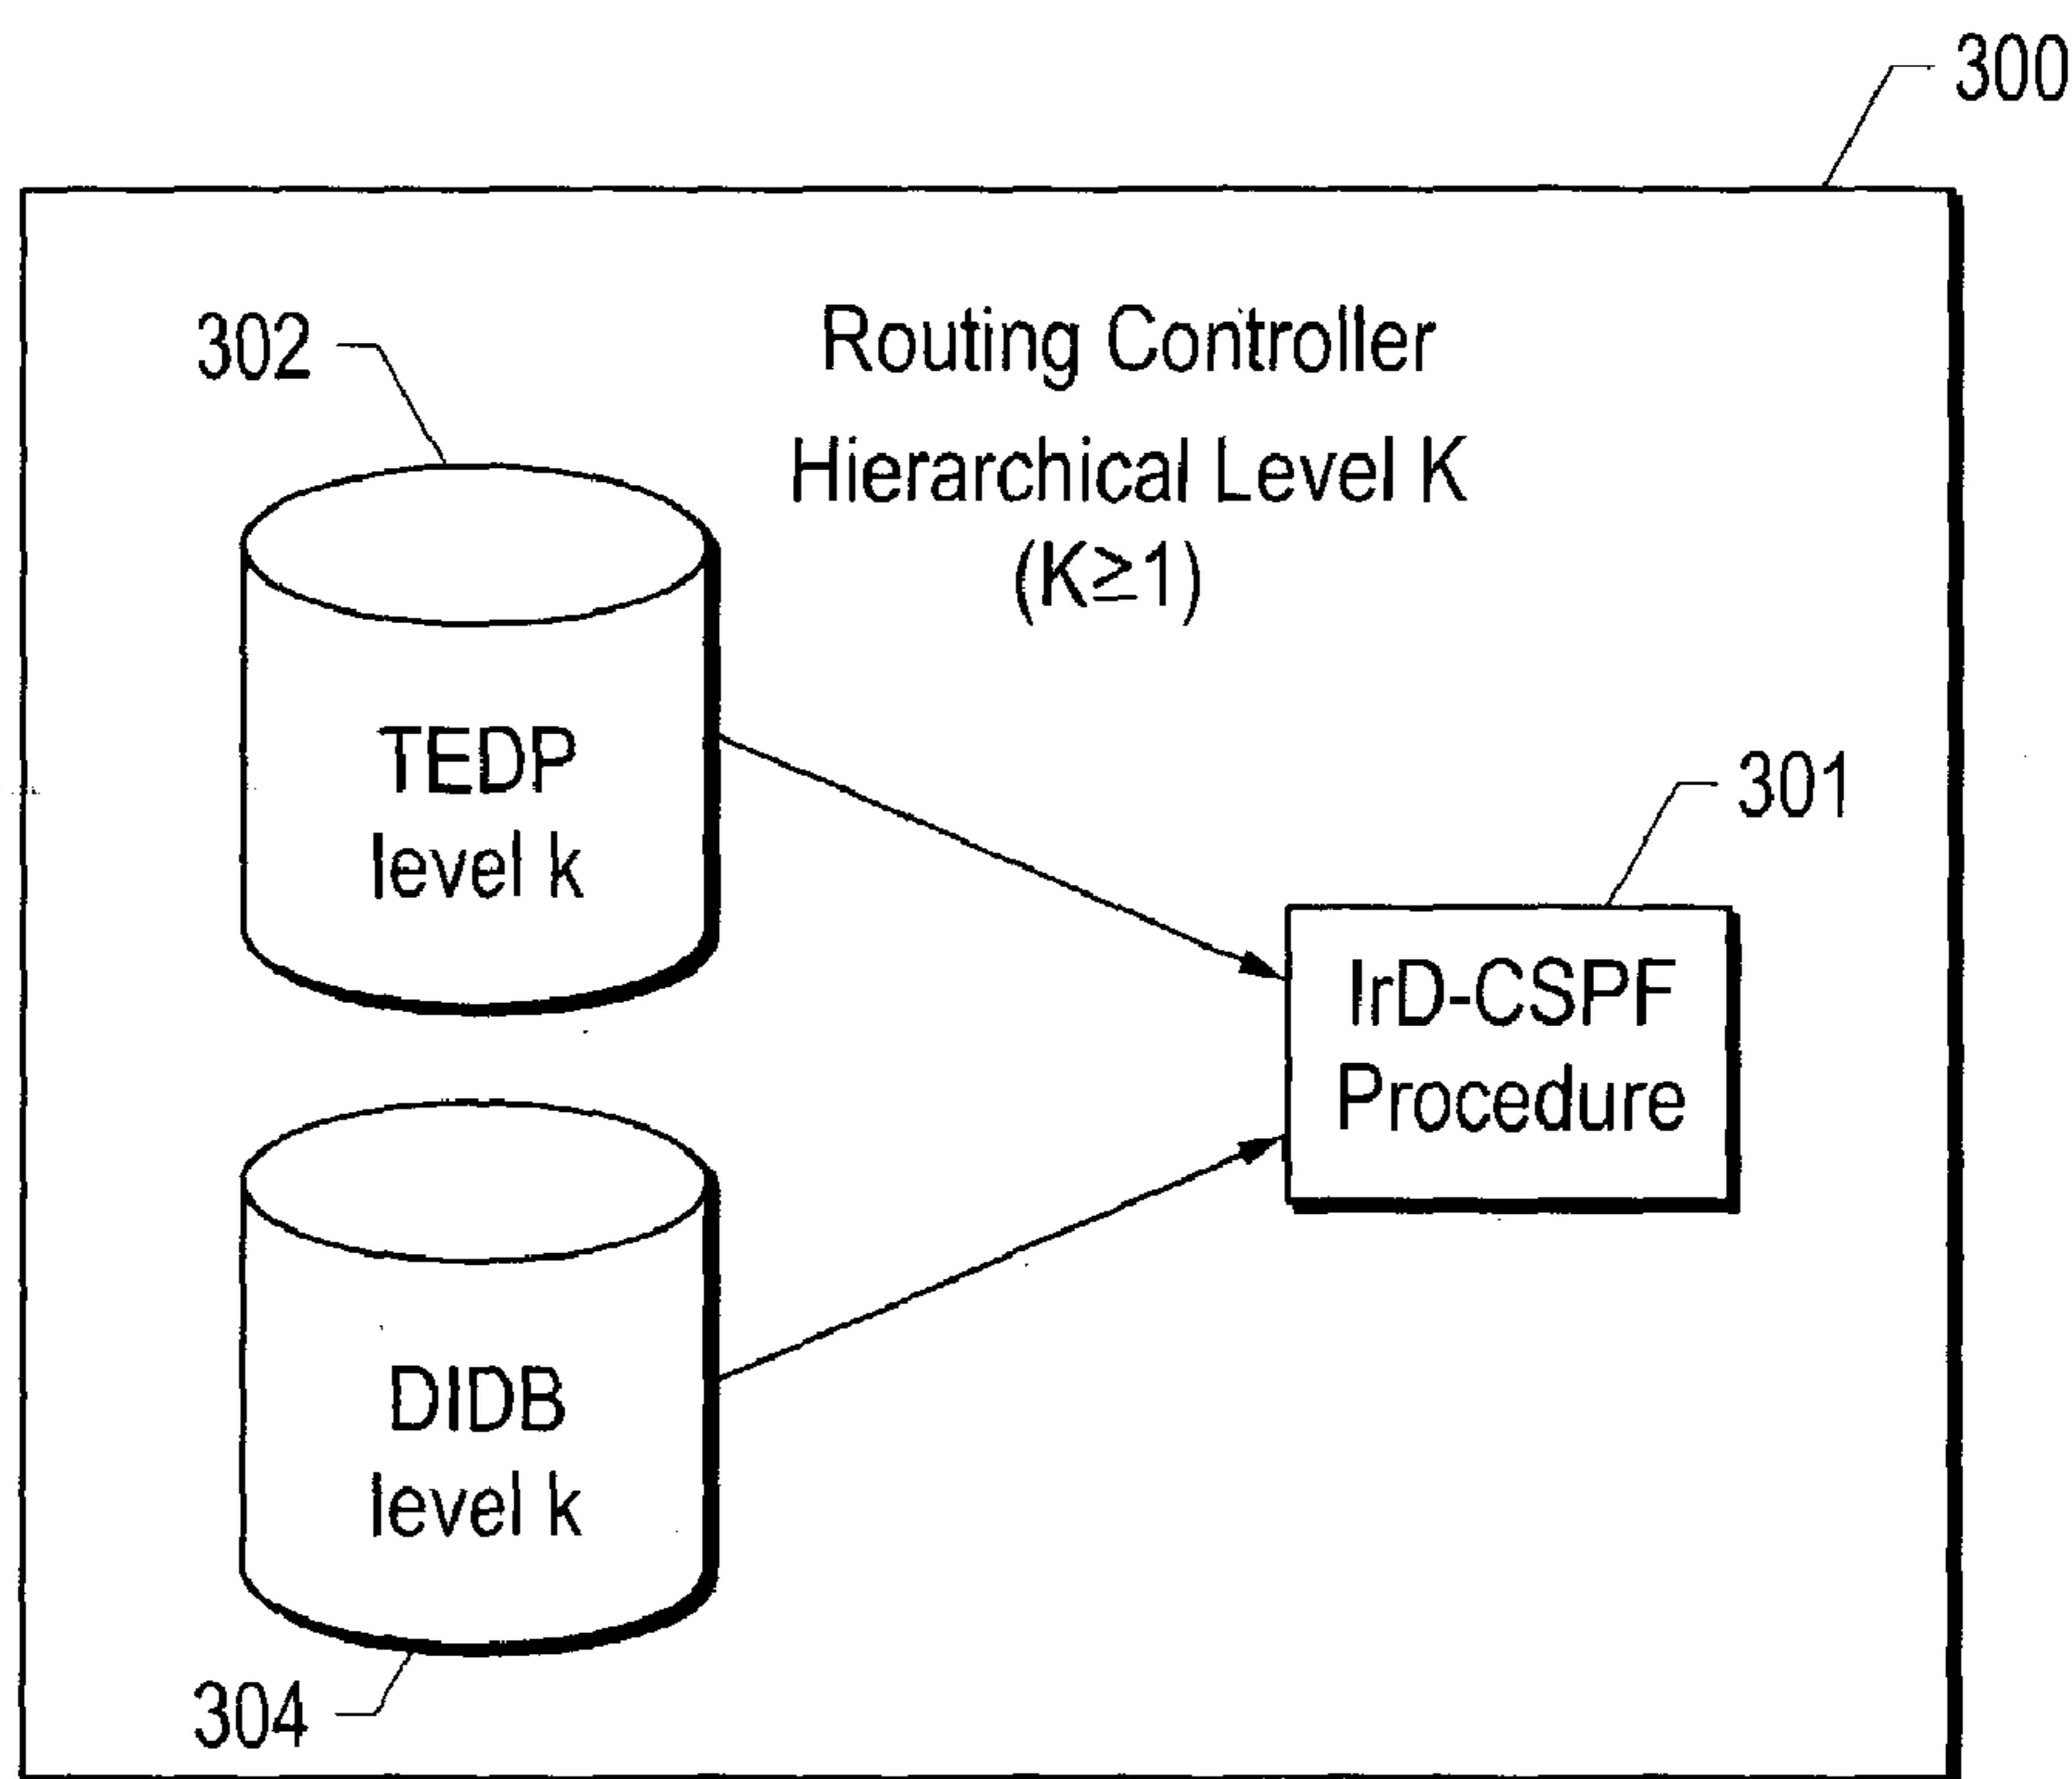 300
302
Routing Controller
Hierarchical Level K
(K≥1)
TEDP
level k
301
IrD-CSPF
Procedure
DIDB
level k
304